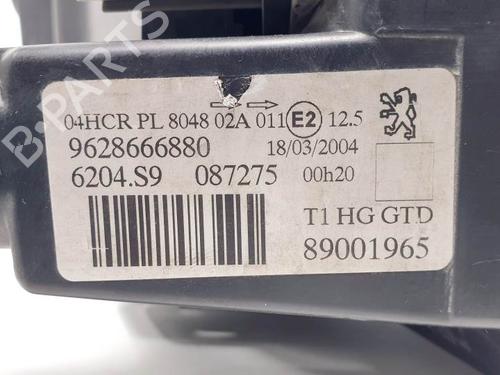 04HCR PL 8048 02A 011 E2 12.5
9628666880 18/03/2004
6204.S9 087275 00h20
T1 HG GTD
89001965
B-PARTS